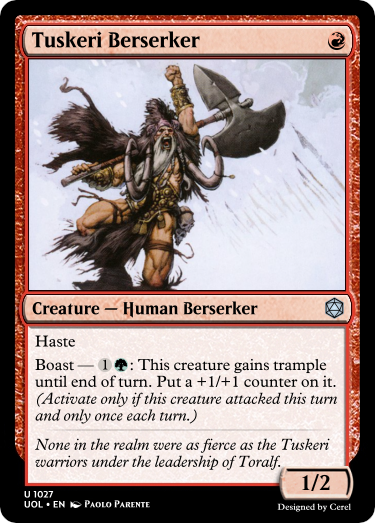 Tuskeri Berserker
Creature — Human Berserker
Haste
Boast — 1: This creature gains trample
until end of turn. Put a +1/+1 counter on it.
(Activate only if this creature attacked this turn
and only once each turn.)
None in the realm were as fierce as the Tuskeri
warriors under the leadership of Toralf.
1/2
U 1027
UOL • EN Paolo Parente
Designed by Cerel